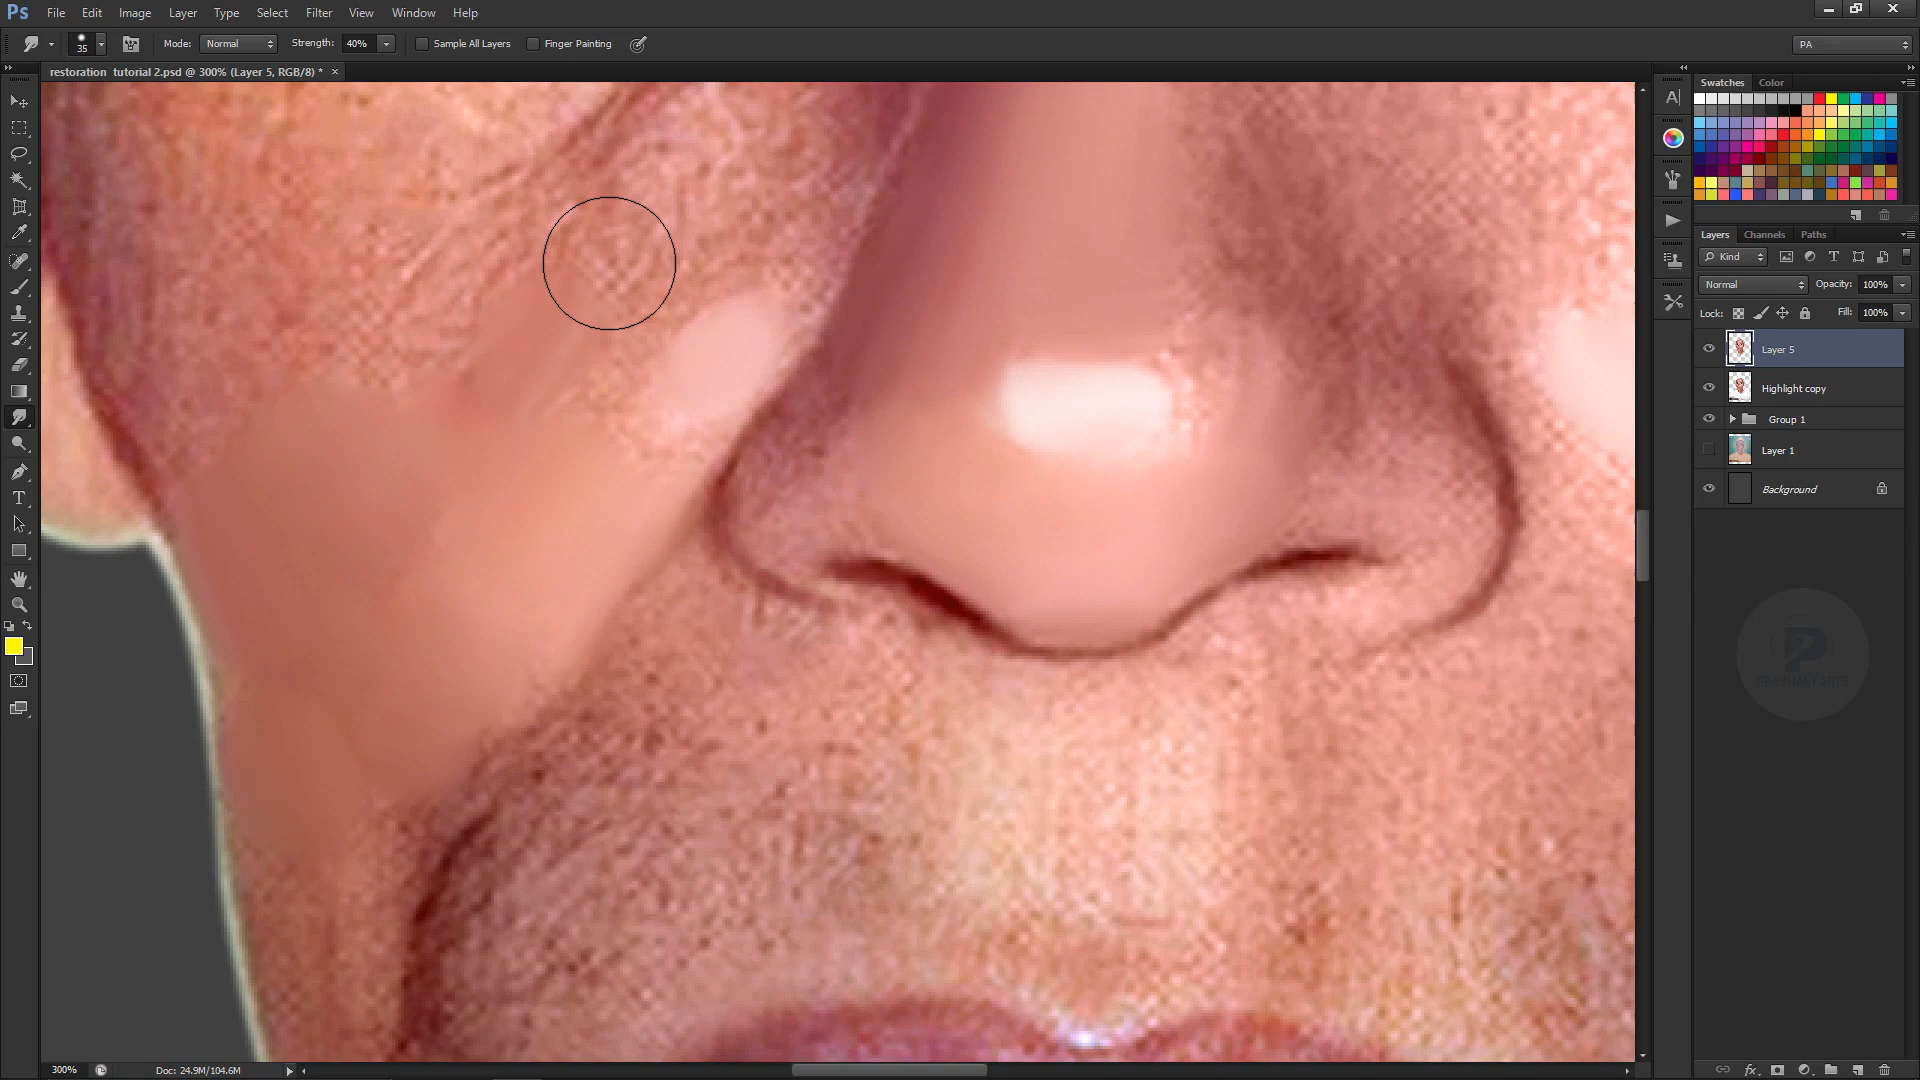 Ps File Edit Image Layer Type Select Filter View Window Help
35 Mode: Normal Strength: 40% Sample All Layers Finger Painting PA
restoration tutorial 2.psd @ 300% (Layer 5, RGB/8) * ×
Swatches Color
Layers Channels Paths
Kind
Normal Opacity: 100%
Lock: Fill: 100%
Layer 5
Highlight copy
Group 1
Layer 1
Background
PRASHANT ARTS
300% Doc: 24.9M/104.6M